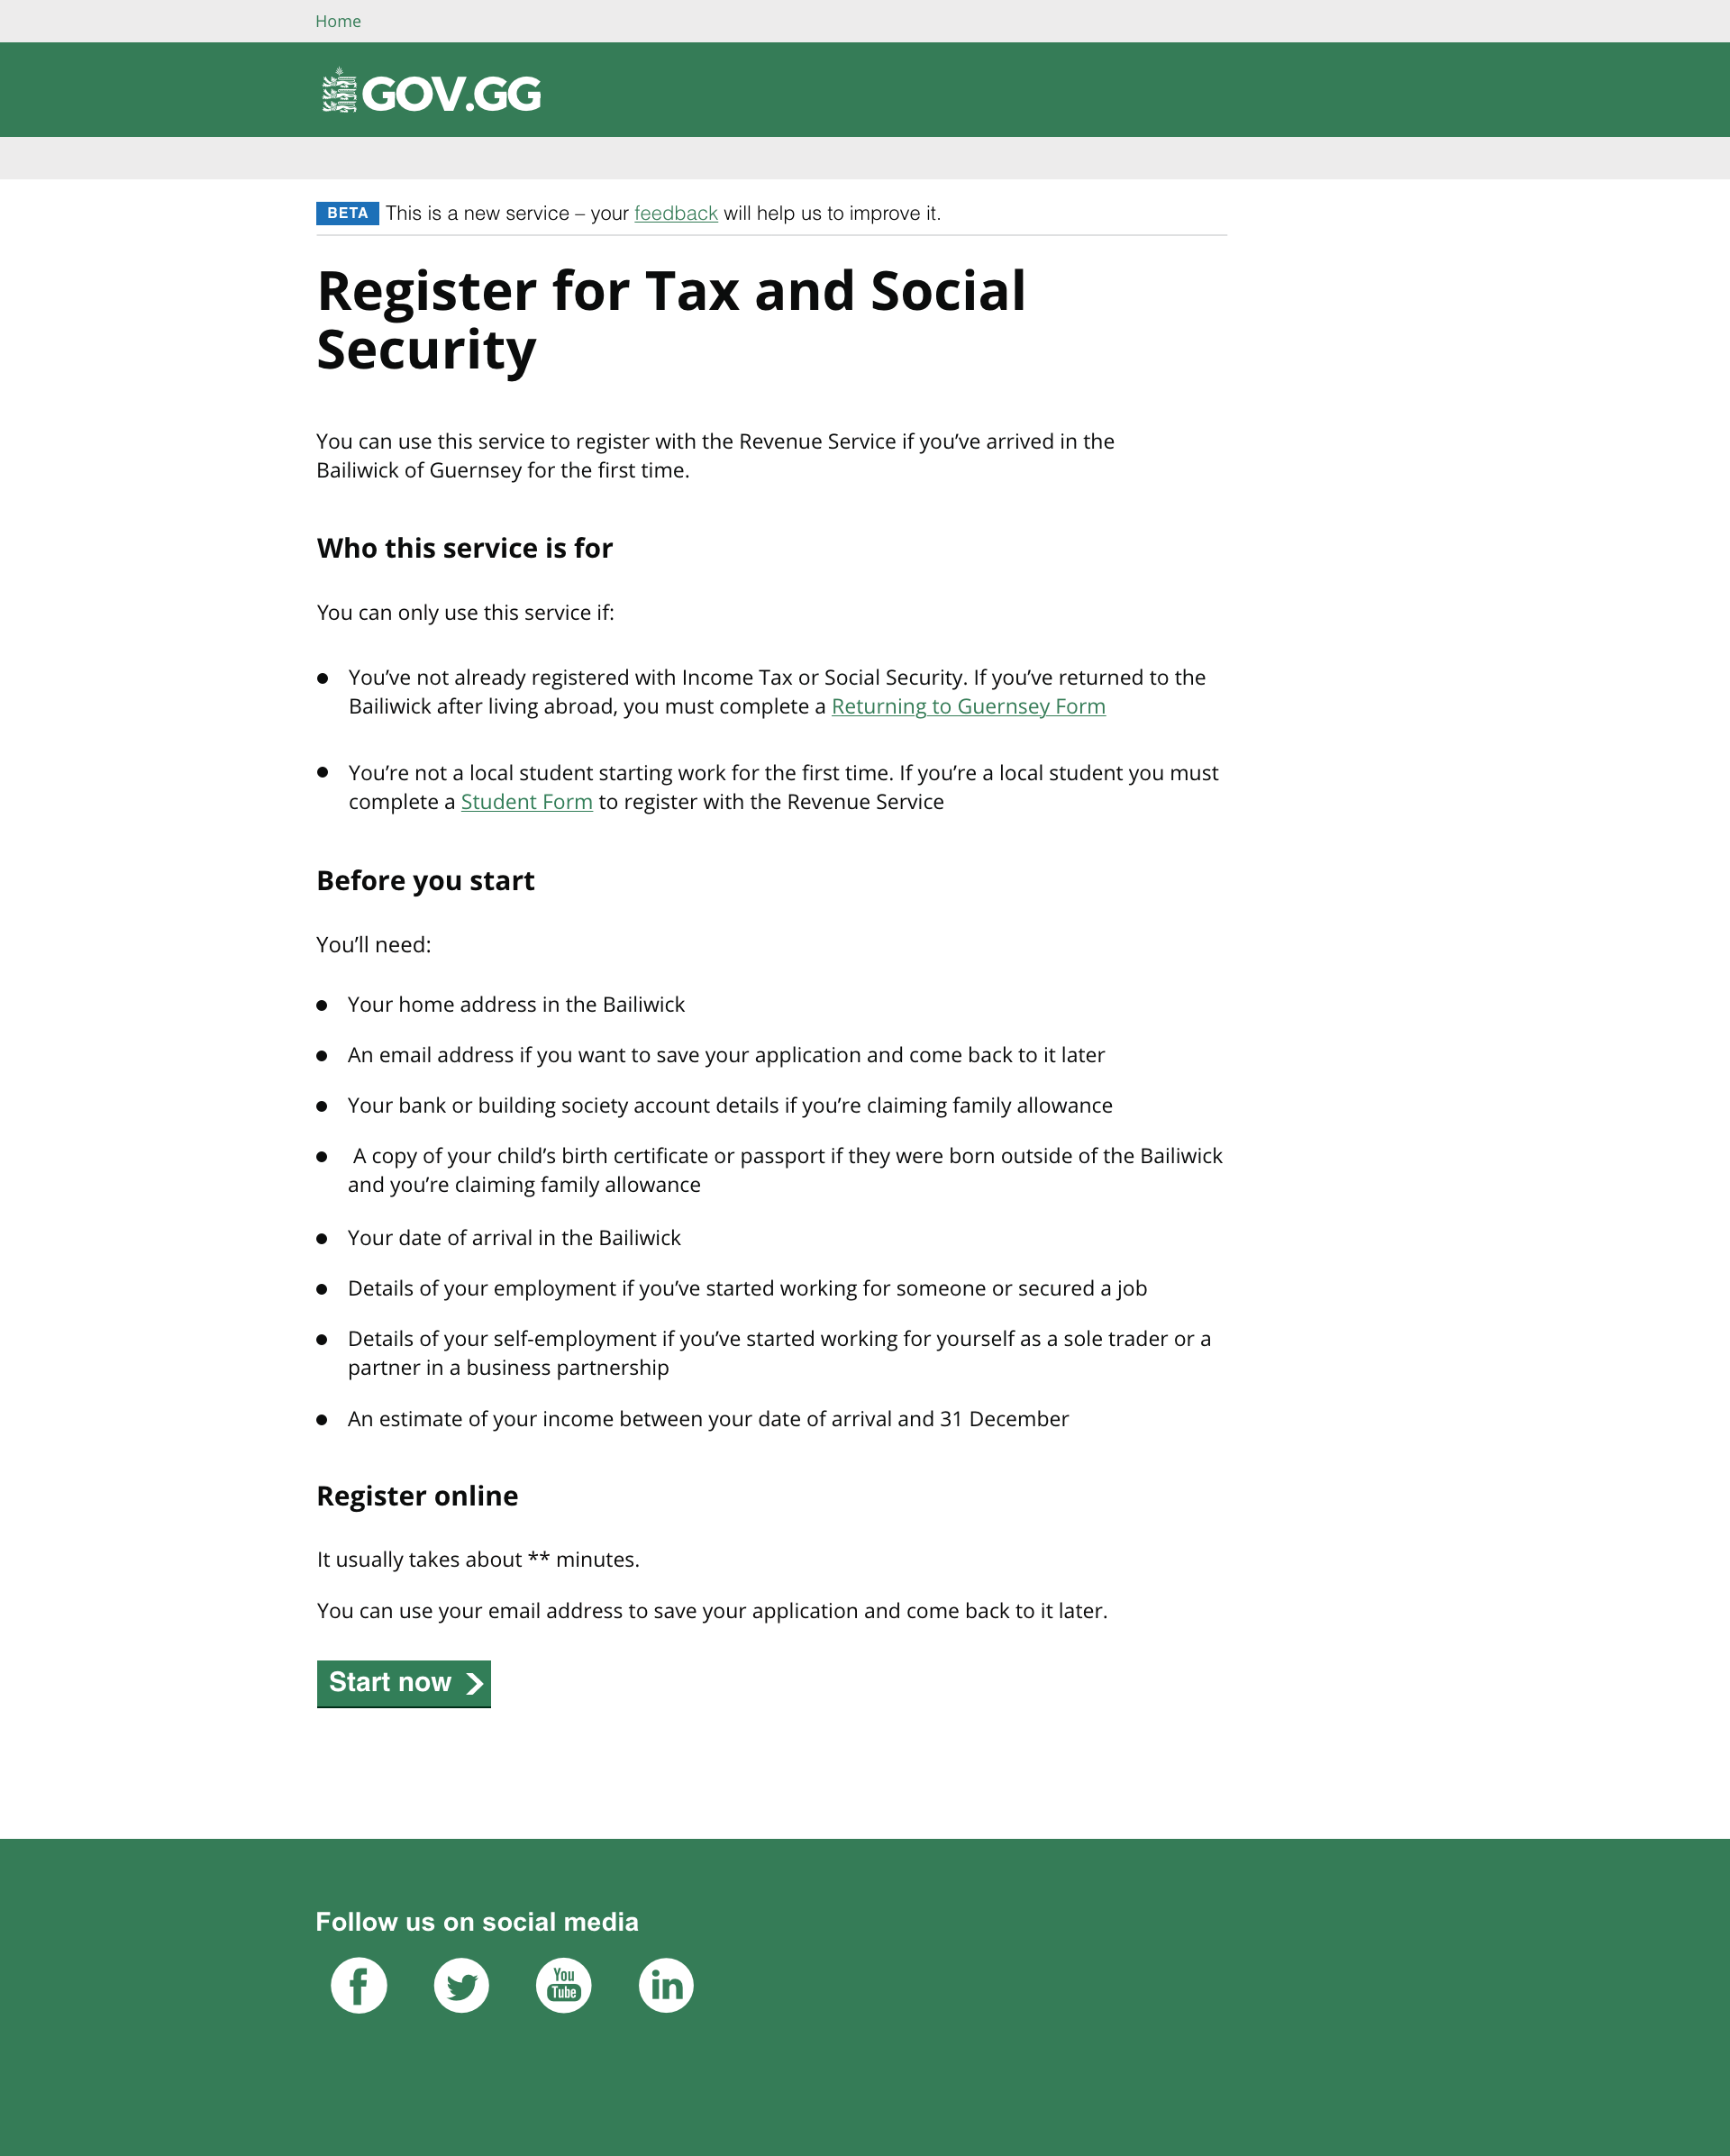 Home
GOV.GG
BETA This is a new service – your feedback will help us to improve it.
Register for Tax and Social
Security
You can use this service to register with the Revenue Service if you’ve arrived in the
Bailiwick of Guernsey for the first time.
Who this service is for
You can only use this service if:
● You’ve not already registered with Income Tax or Social Security. If you’ve returned to the
Bailiwick after living abroad, you must complete a Returning to Guernsey Form
● You’re not a local student starting work for the first time. If you’re a local student you must
complete a Student Form to register with the Revenue Service
Before you start
You’ll need:
● Your home address in the Bailiwick
● An email address if you want to save your application and come back to it later
● Your bank or building society account details if you’re claiming family allowance
● A copy of your child’s birth certificate or passport if they were born outside of the Bailiwick
and you’re claiming family allowance
● Your date of arrival in the Bailiwick
● Details of your employment if you’ve started working for someone or secured a job
● Details of your self-employment if you’ve started working for yourself as a sole trader or a
partner in a business partnership
● An estimate of your income between your date of arrival and 31 December
Register online
It usually takes about ** minutes.
You can use your email address to save your application and come back to it later.
Start now
Follow us on social media
f
You
Tube
in